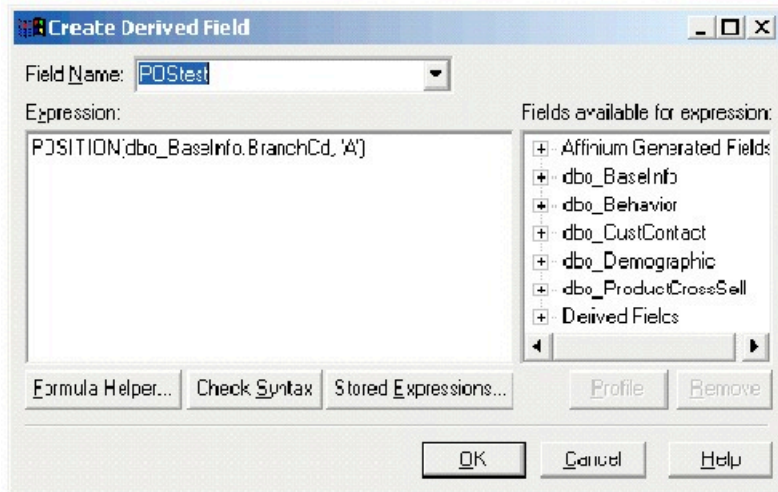 Create Derived Field
Field Name: POStest
Expression:
POSITION(dbo_BaseInfo.BranchCd, 'A')
Fields available for expression:
Affinium Generated Fields
dbo_BaseInfo
dbo_Behavior
dbo_CustContact
dbo_Demographic
dbo_ProductCrossSell
Derived Fields
Formula Helper... Check Syntax Stored Expressions... Profile Remove
OK Cancel Help